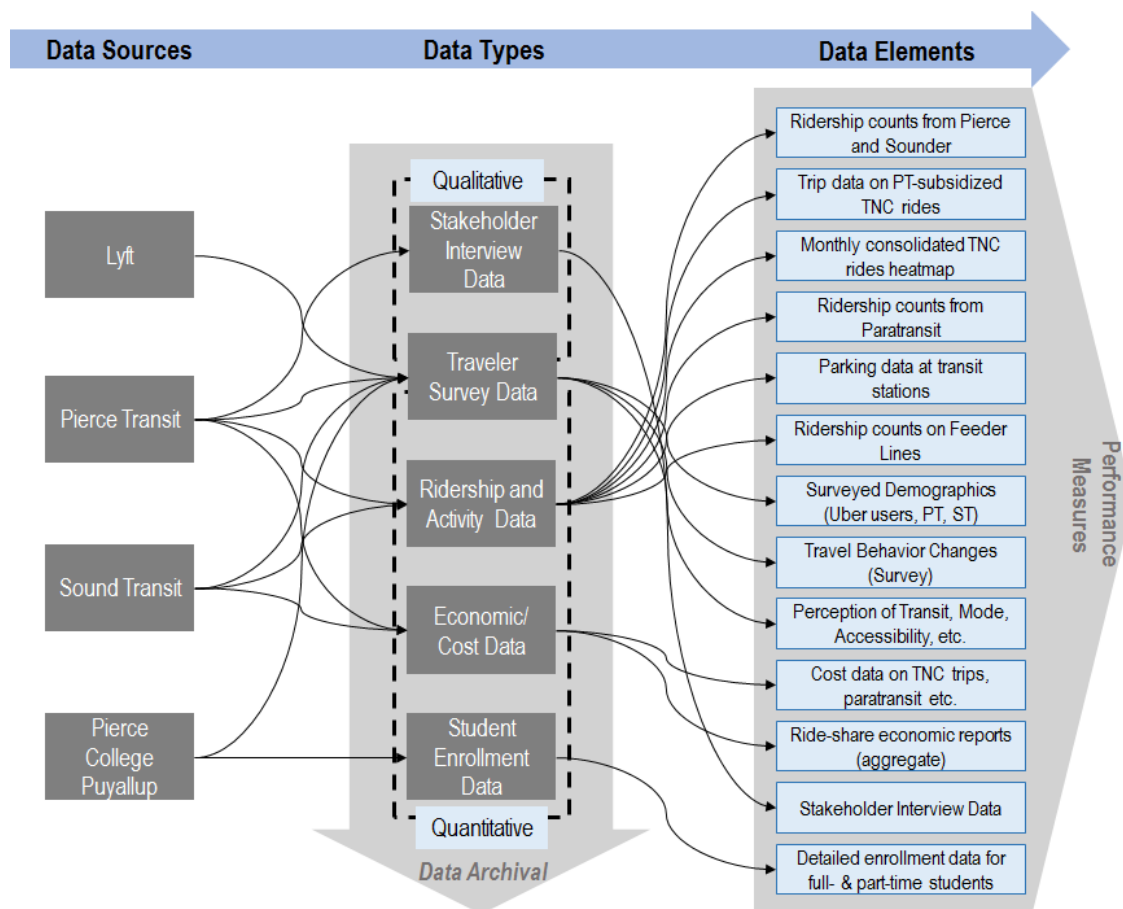 Data Sources
Data Types
Data Elements
Lyft
Pierce Transit
Sound Transit
Pierce
College
Puyallup
Qualitative
Stakeholder
Interview
Data
Traveler
Survey Data
Ridership and
Activity Data
Economic/
Cost Data
Student
Enrollment
Data
Quantitative
Data Archival
Ridership counts from Pierce
and Sounder
Trip data on PT-subsidized
TNC rides
Monthly consolidated TNC
rides heatmap
Ridership counts from
Paratransit
Parking data at transit
stations
Ridership counts on Feeder
Lines
Surveyed Demographics
(Uber users, PT, ST)
Travel Behavior Changes
(Survey)
Perception of Transit, Mode,
Accessibility, etc.
Cost data on TNC trips,
paratransit etc.
Ride-share economic reports
(aggregate)
Stakeholder Interview Data
Detailed enrollment data for
full- & part-time students
Performance
Measures